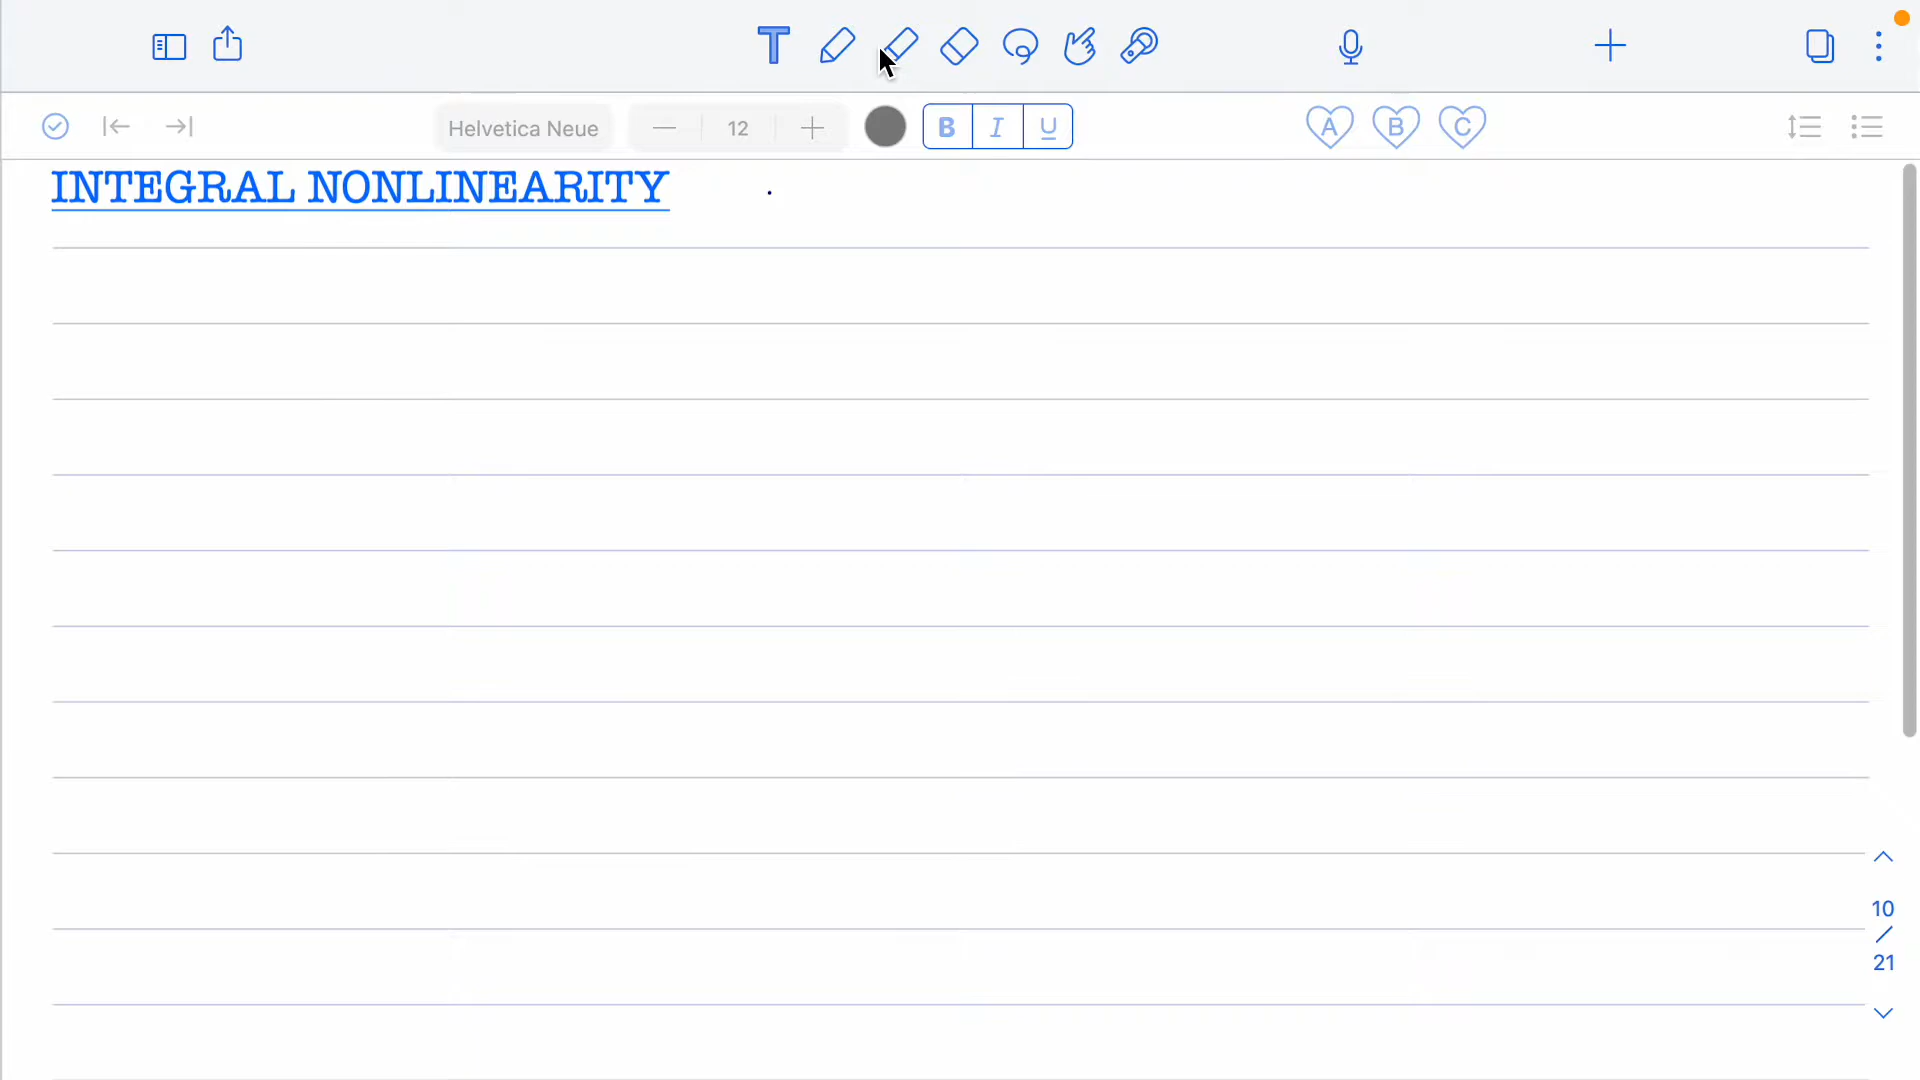 T
Helvetica Neue — 12 + B I U A B C
INTEGRAL NONLINEARITY
10
/
21